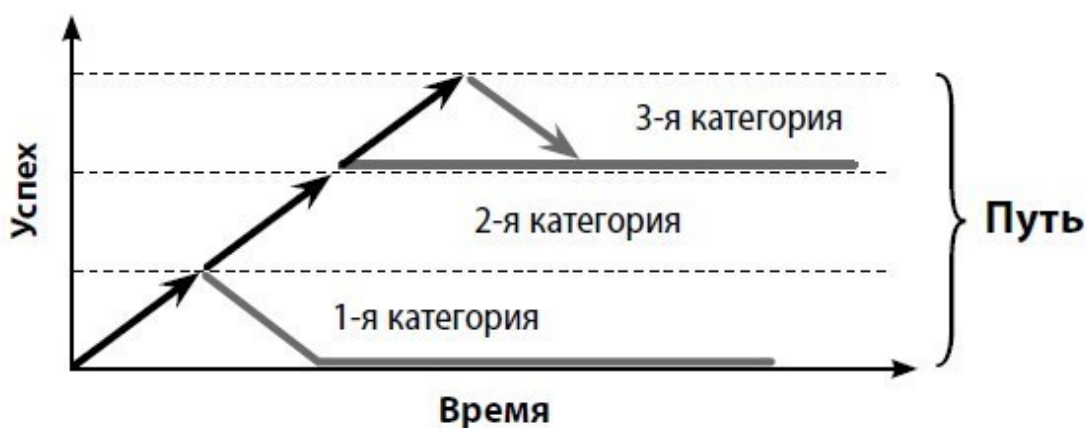 Успех
3-я категория
2-я категория
1-я категория
Путь
Время